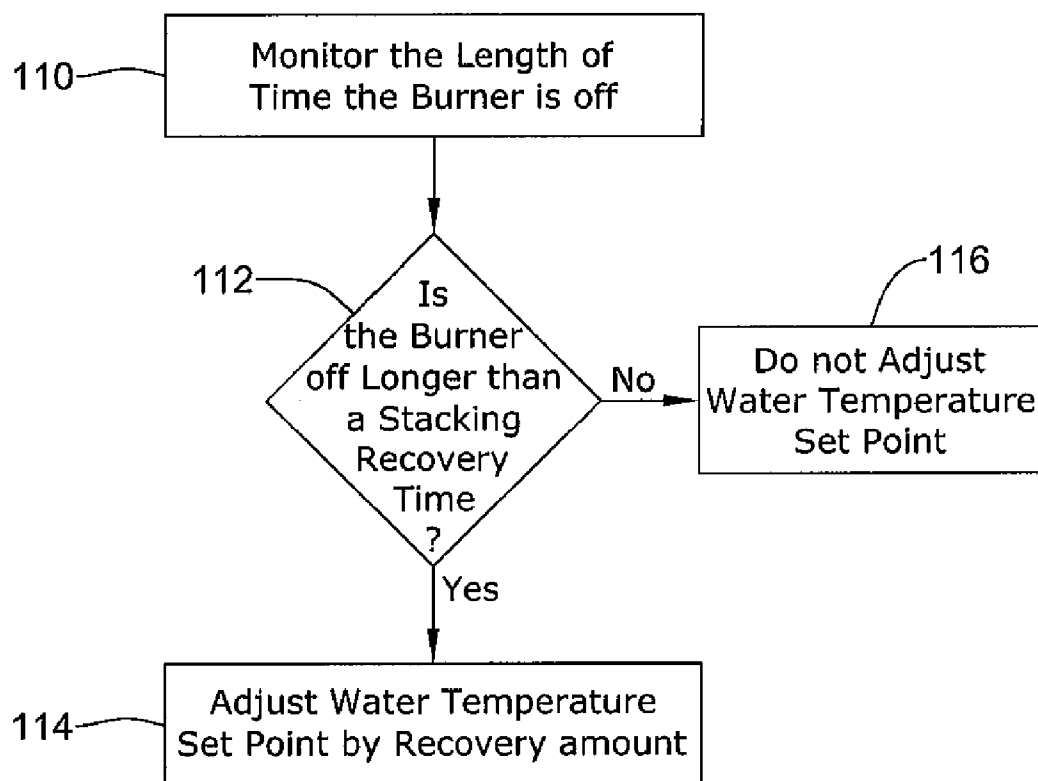 110
Monitor the Length of
Time the Burner is off
112
Is
the Burner
off Longer than
a Stacking
Recovery
Time
?
No
116
Do not Adjust
Water Temperature
Set Point
Yes
114
Adjust Water Temperature
Set Point by Recovery amount